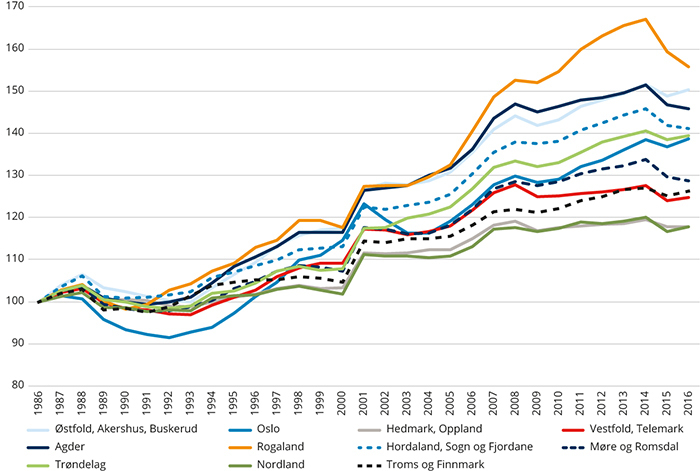 170
160
150
140
130
120
110
100
90
80
1986 1987 1988 1989 1990 1991 1992 1993 1994 1995 1996 1997 1998 1999 2000 2001 2002 2003 2004 2005 2006 2007 2008 2009 2010 2011 2012 2013 2014 2015 2016
Østfold, Akershus, Buskerud Oslo Hedmark, Oppland Vestfold, Telemark
Agder Rogaland Hordaland, Sogn og Fjordane Møre og Romsdal
Trøndelag Nordland Troms og Finnmark